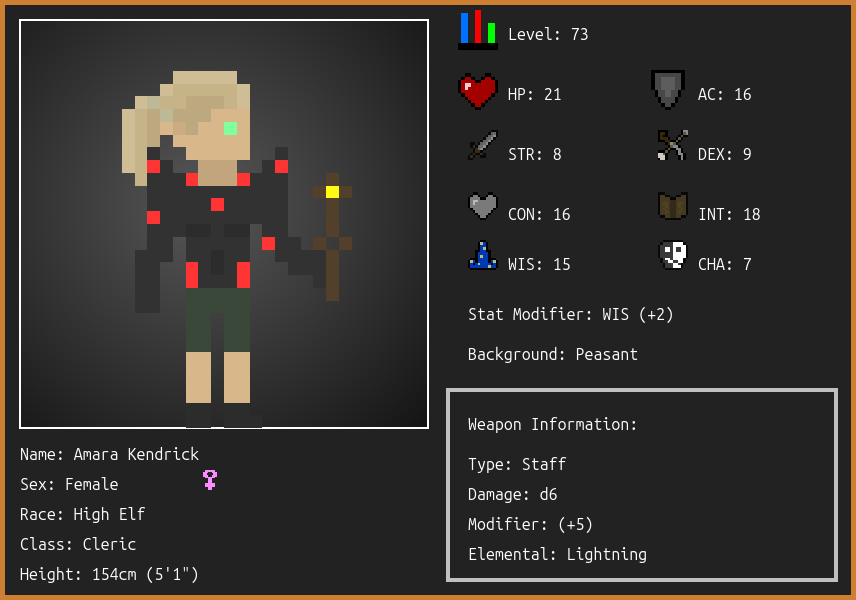 Level: 73
HP: 21
AC: 16
STR: 8
DEX: 9
CON: 16
INT: 18
WIS: 15
CHA: 7
Stat Modifier: WIS (+2)
Background: Peasant
Weapon Information:
Type: Staff
Damage: d6
Modifier: (+5)
Elemental: Lightning
Name: Amara Kendrick
Sex: Female
Race: High Elf
Class: Cleric
Height: 154cm (5'1")